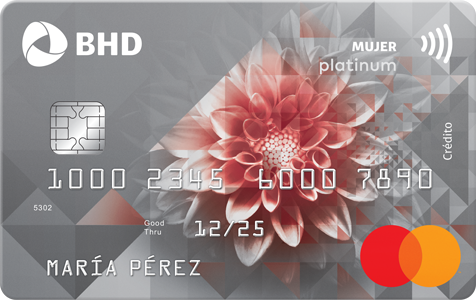 BHD
MUJER
platinum
Crédito
1000 2345 6000 7890
5302
Good
Thru
12/25
MARÍA PÉREZ